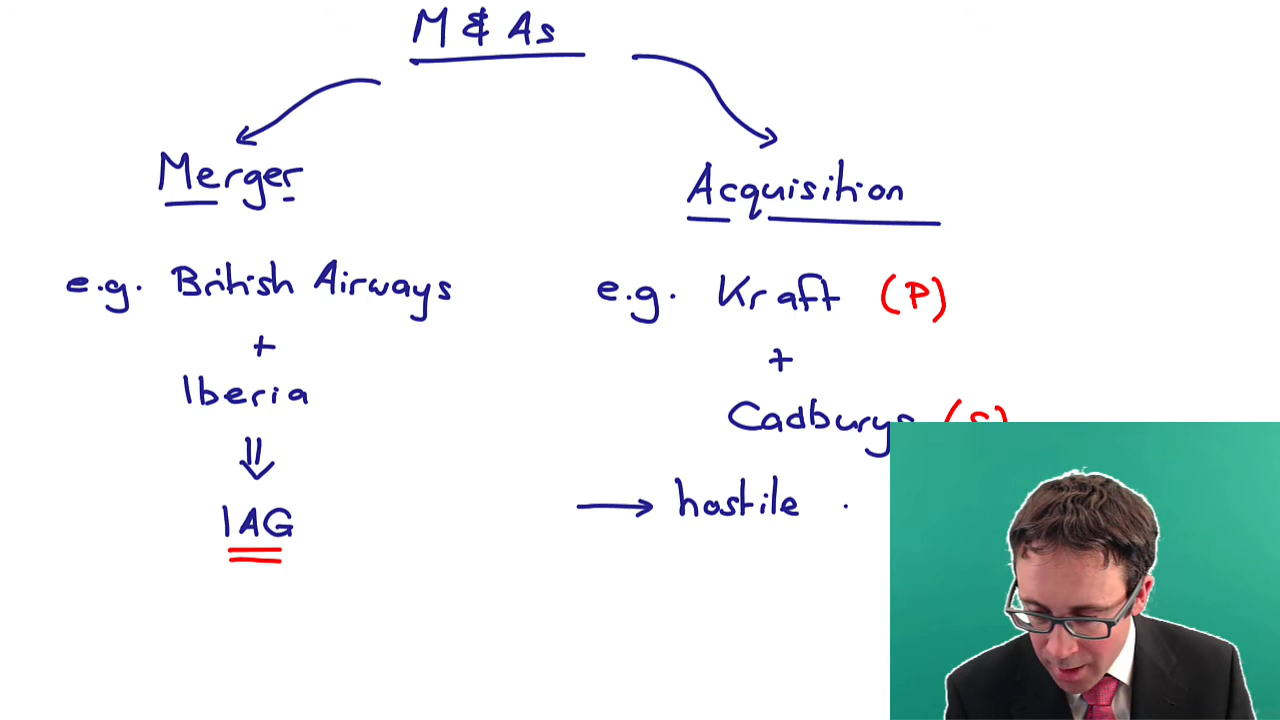 M & As
Merger
Acquisition
e.g. British Airways
+
Iberia
⇓
IAG
e.g. Kraft (P)
+
Cadburys (S)
→ hostile